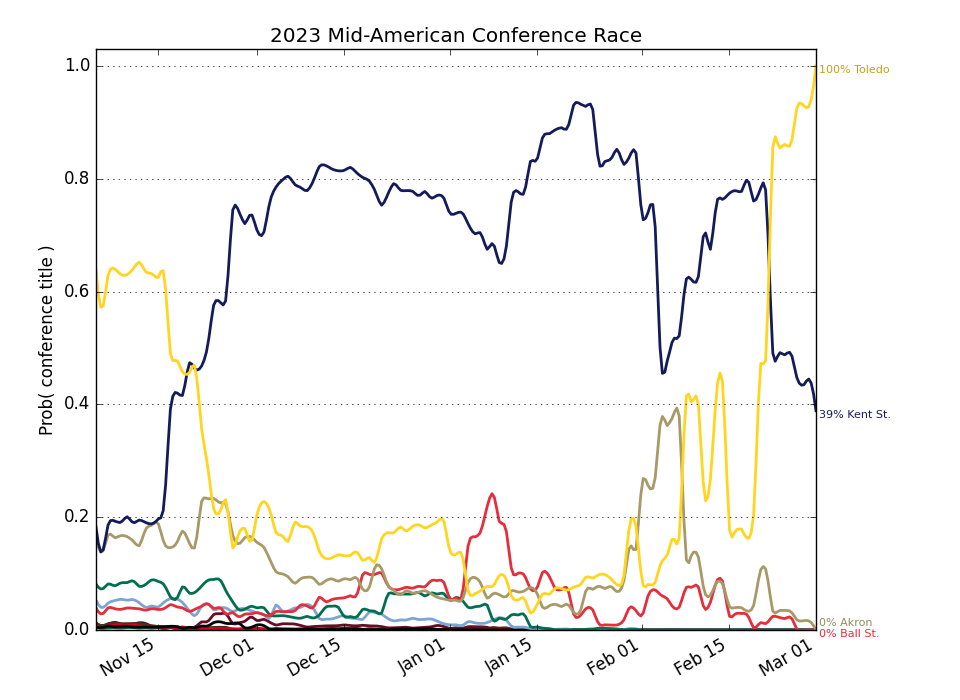 2023 Mid-American Conference Race
Prob( conference title )
1.0
0.8
0.6
0.4
0.2
0.0
100% Toledo
39% Kent St.
0% Akron
0% Ball St.
Nov 15
Dec 01
Dec 15
Jan 01
Jan 15
Feb 01
Feb 15
Mar 01